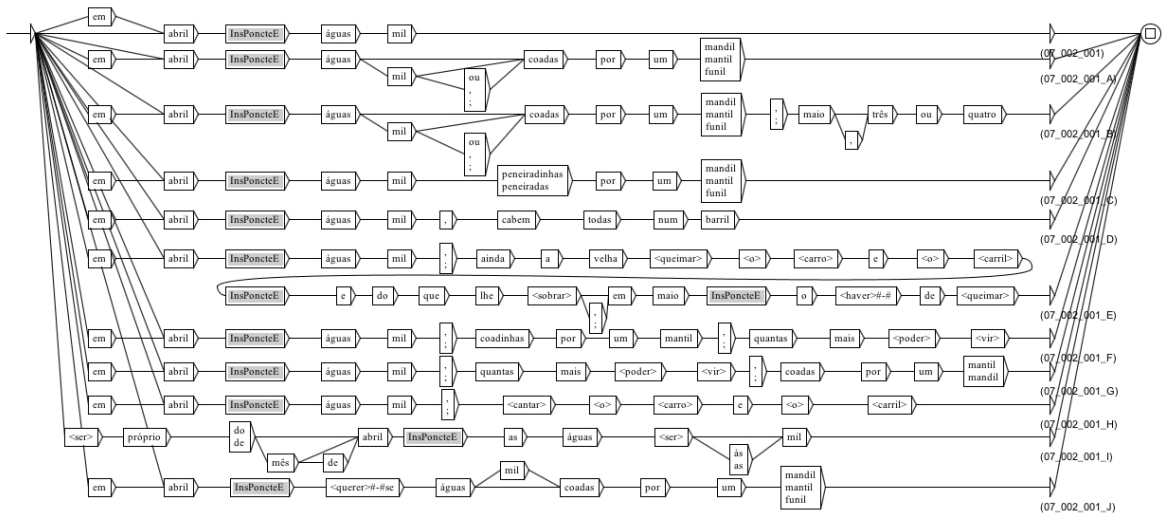 em
abril InsPoncteE águas mil
(07_002_001)
em abril InsPoncteE águas mil ou , ; coadas por um mandil mantil funil
(07_002_001_A)
em abril InsPoncteE águas mil ou , ; coadas por um mandil mantil funil , ; maio , três ou quatro
(07_002_001_B)
em abril InsPoncteE águas mil peneiradinhas peneiradas por um mandil mantil funil
(07_002_001_C)
em abril InsPoncteE águas mil , cabem todas num barril
(07_002_001_D)
em abril InsPoncteE águas mil , ; ainda a velha <queimar> <o> <carro> e <o> <carril>
InsPoncteE e do que lhe <sobrar> , ; em maio InsPoncteE o <haver>#-# de <queimar>
(07_002_001_E)
em abril InsPoncteE águas mil , ; coadinhas por um mantil , ; quantas mais <poder> <vir>
(07_002_001_F)
em abril InsPoncteE águas mil , ; quantas mais <poder> <vir> , ; coadas por um mantil mandil
(07_002_001_G)
em abril InsPoncteE águas mil , ; <cantar> <o> <carro> e <o> <carril>
(07_002_001_H)
<ser> próprio do de mês de abril InsPoncteE as águas <ser> às as mil
(07_002_001_I)
em abril InsPoncteE <querer>#-#se águas mil coadas por um mandil mantil funil
(07_002_001_J)